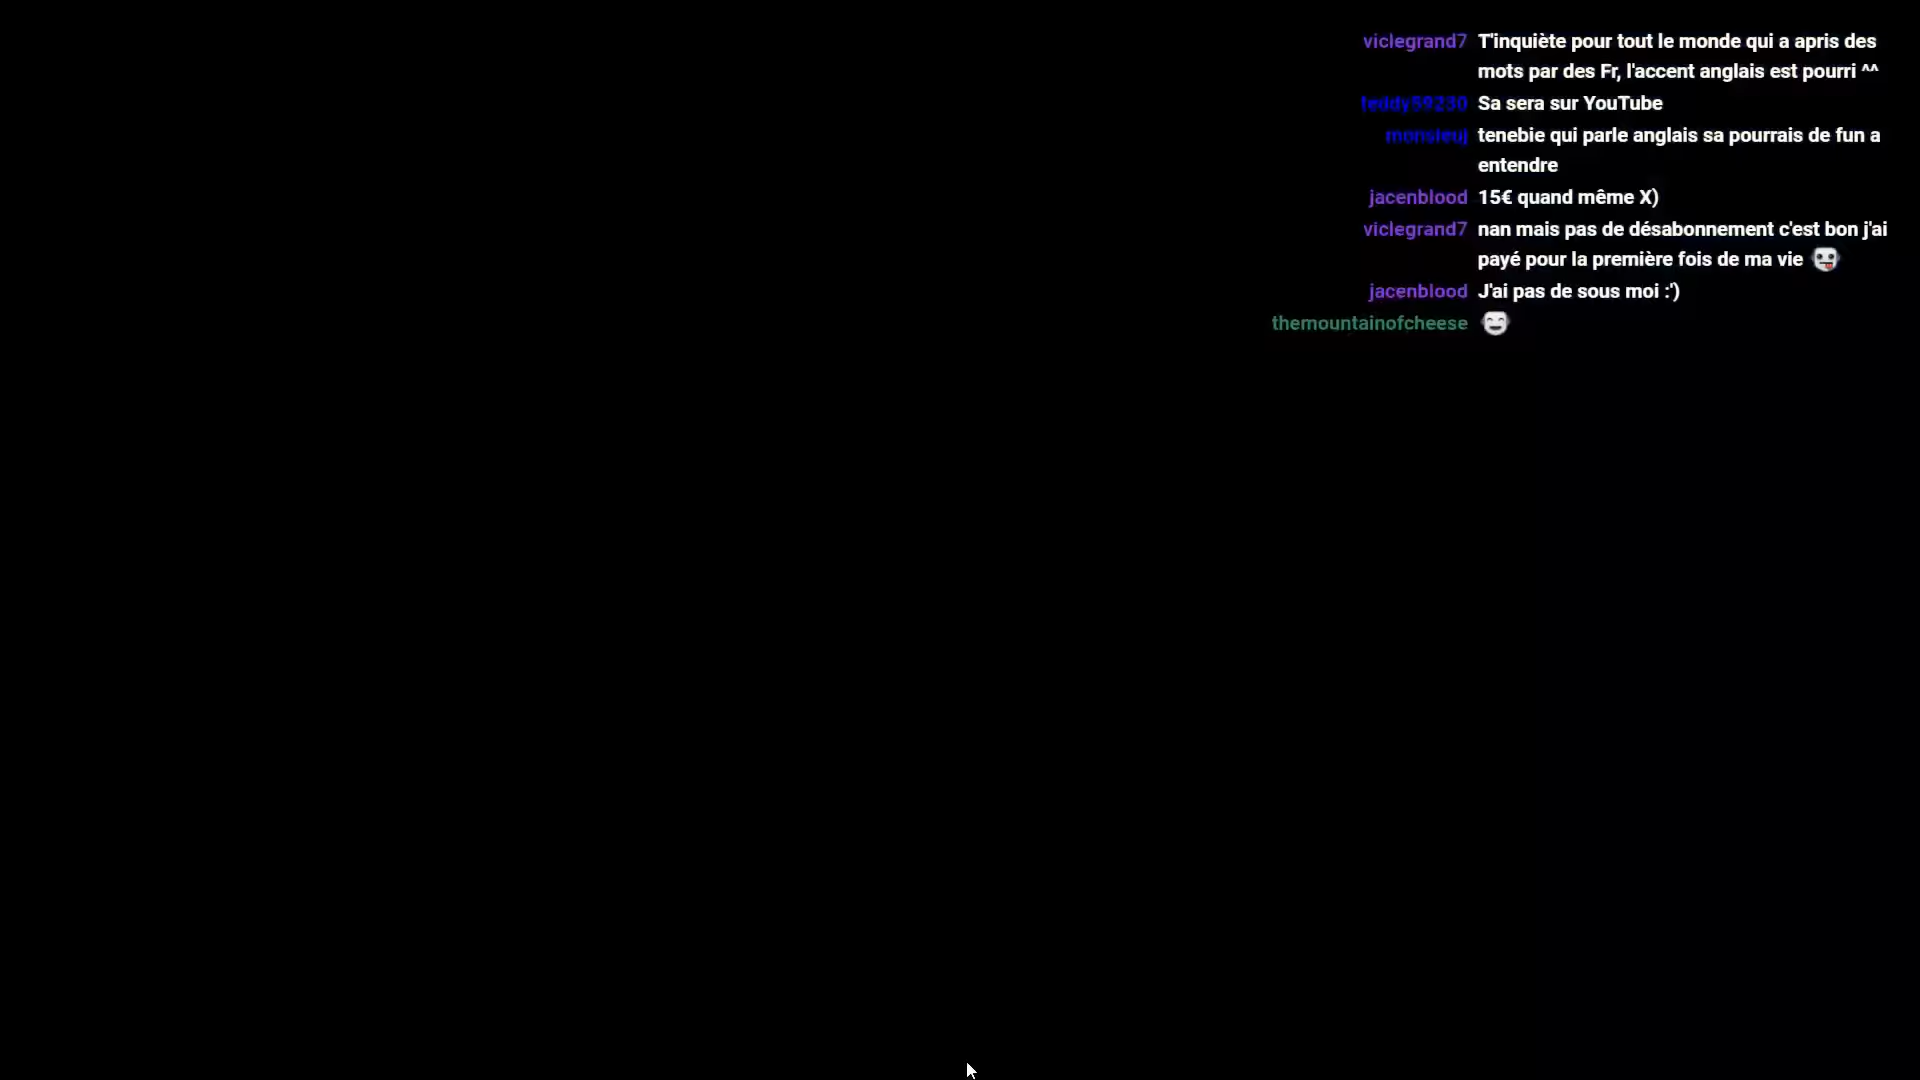 viclegrand7 T'inquiète pour tout le monde qui a apris des
mots par des Fr, l'accent anglais est pourri ^^
teddy59230 Sa sera sur YouTube
monsieuj tenebie qui parle anglais sa pourrais de fun a
entendre
jacenblood 15€ quand même X)
viclegrand7 nan mais pas de désabonnement c'est bon j'ai
payé pour la première fois de ma vie
jacenblood J'ai pas de sous moi :')
themountainofcheese